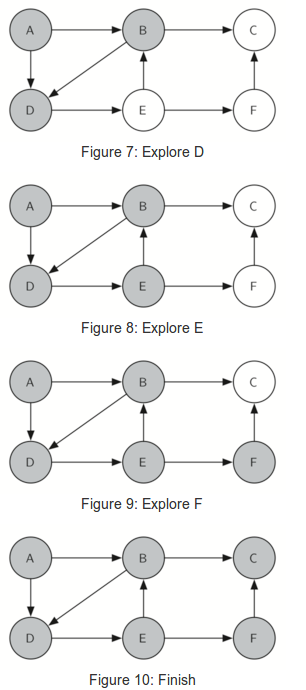 A B C
D E F
Figure 7: Explore D
A B C
D E F
Figure 8: Explore E
A B C
D E F
Figure 9: Explore F
A B C
D E F
Figure 10: Finish